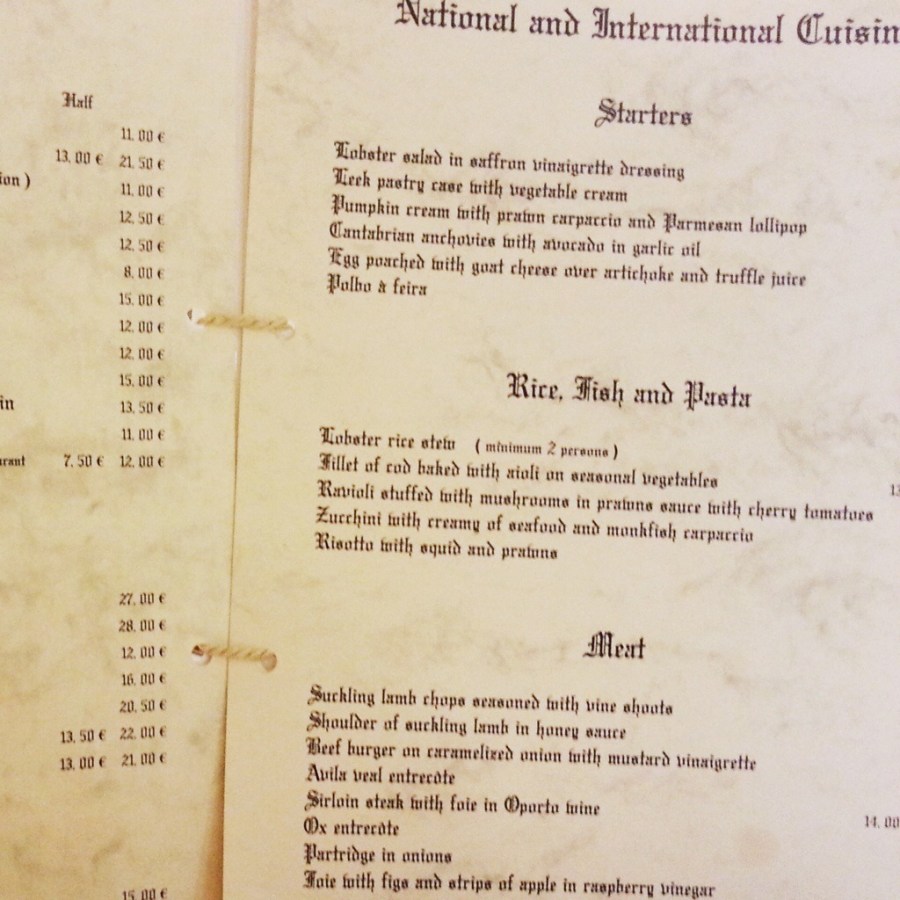 Half
11.00 €
13.00 € 21.50 €
ion )
11.00 €
12.50 €
12.50 €
8.00 €
15.00 €
12.00 €
12.00 €
15.00 €
in
13.50 €
11.00 €
urant 7.50 € 12.00 €
27.00 €
28.00 €
12.00 €
16.00 €
20.50 €
13.50 € 22.00 €
13.00 € 21.00 €
15.00 €
National and International Cuisin
Starters
Lobster salad in saffron vinaigrette dressing
Leek pastry case with vegetable cream
Pumpkin cream with prawn carpaccio and Parmesan lollipop
Cantabrian anchovies with avocado in garlic oil
Egg poached with goat cheese over artichoke and truffle juice
Polbo à feira
Rice, Fish and Pasta
Lobster rice stew ( minimum 2 persons )
Fillet of cod baked with aioli on seasonal vegetables
13
Ravioli stuffed with mushrooms in prawns sauce with cherry tomatoes
Zucchini with creamy of seafood and monkfish carpaccio
Risotto with squid and prawns
Meat
Suckling lamb chops seasoned with vine shoots
Shoulder of suckling lamb in honey sauce
Beef burger on caramelized onion with mustard vinaigrette
Avila veal entrecôte
Sirloin steak with foie in Oporto wine
14.00
Ox entrecôte
Partridge in onions
Foie with figs and strips of apple in raspberry vinegar